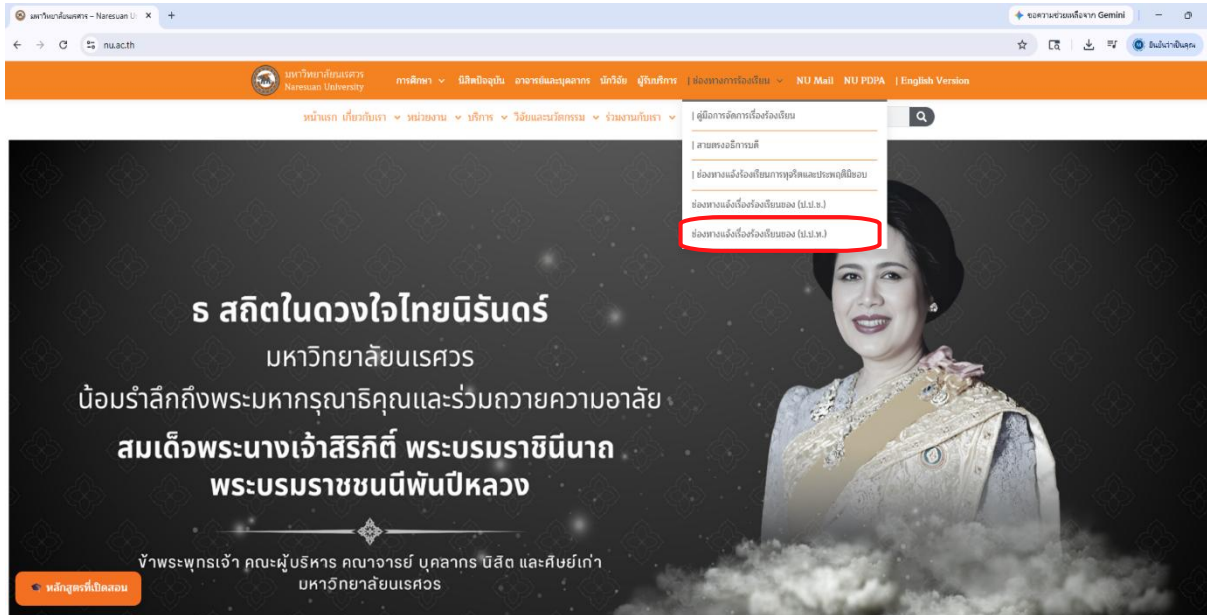 มหาวิทยาลัยนเรศวร – Naresuan U
ขอความช่วยเหลือจาก Gemini
nu.ac.th
ยืนยันว่าเป็นคุณ
มหาวิทยาลัยนเรศวร
Naresuan University
การศึกษา นิสิตปัจจุบัน อาจารย์และบุคลากร นักวิจัย ผู้รับบริการ | ช่องทางการร้องเรียน NU Mail NU PDPA | English Version
หน้าแรก เกี่ยวกับเรา หน่วยงาน บริการ วิจัยและนวัตกรรม ร่วมงานกับเรา
| คู่มือการจัดการเรื่องร้องเรียน
| สายตรงอธิการบดี
| ช่องทางแจ้งร้องเรียนการทุจริตและประพฤติมิชอบ
ช่องทางแจ้งเรื่องร้องเรียนของ (ป.ป.ช.)
ช่องทางแจ้งเรื่องร้องเรียนของ (ป.ป.ท.)
ธ สถิตในดวงใจไทยนิรันดร์
มหาวิทยาลัยนเรศวร
น้อมรำลึกถึงพระมหากรุณาธิคุณและร่วมถวายความอาลัย
สมเด็จพระนางเจ้าสิริกิติ์ พระบรมราชินีนาถ
พระบรมราชชนนีพันปีหลวง
ข้าพระพุทธเจ้า คณะผู้บริหาร คณาจารย์ บุคลากร นิสิต และศิษย์เก่า
มหาวิทยาลัยนเรศวร
หลักสูตรที่เปิดสอน